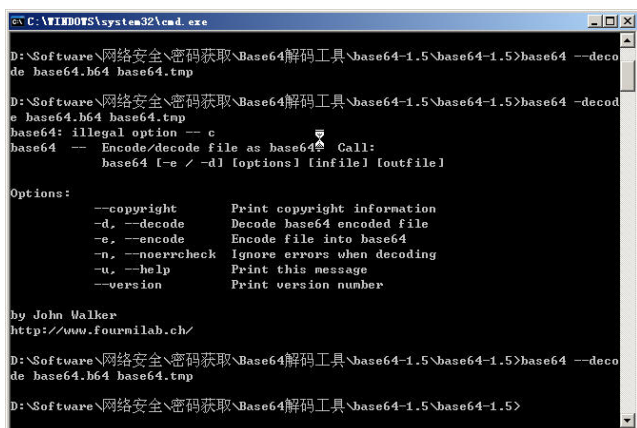 C:\WINDOWS\system32\cmd.exe
D:\Software\网络安全\密码获取\Base64解码工具\base64-1.5\base64-1.5>base64 --deco
de base64.b64 base64.tmp
D:\Software\网络安全\密码获取\Base64解码工具\base64-1.5\base64-1.5>base64 -decod
e base64.b64 base64.tmp
base64: illegal option -- c
base64  --  Encode/decode file as base64.  Call:
            base64 [-e / -d] [options] [infile] [outfile]
Options:
           --copyright       Print copyright information
           -d, --decode      Decode base64 encoded file
           -e, --encode      Encode file into base64
           -n, --noerrcheck  Ignore errors when decoding
           -u, --help        Print this message
           --version         Print version number
by John Walker
http://www.fourmilab.ch/
D:\Software\网络安全\密码获取\Base64解码工具\base64-1.5\base64-1.5>base64 --deco
de base64.b64 base64.tmp
D:\Software\网络安全\密码获取\Base64解码工具\base64-1.5\base64-1.5>